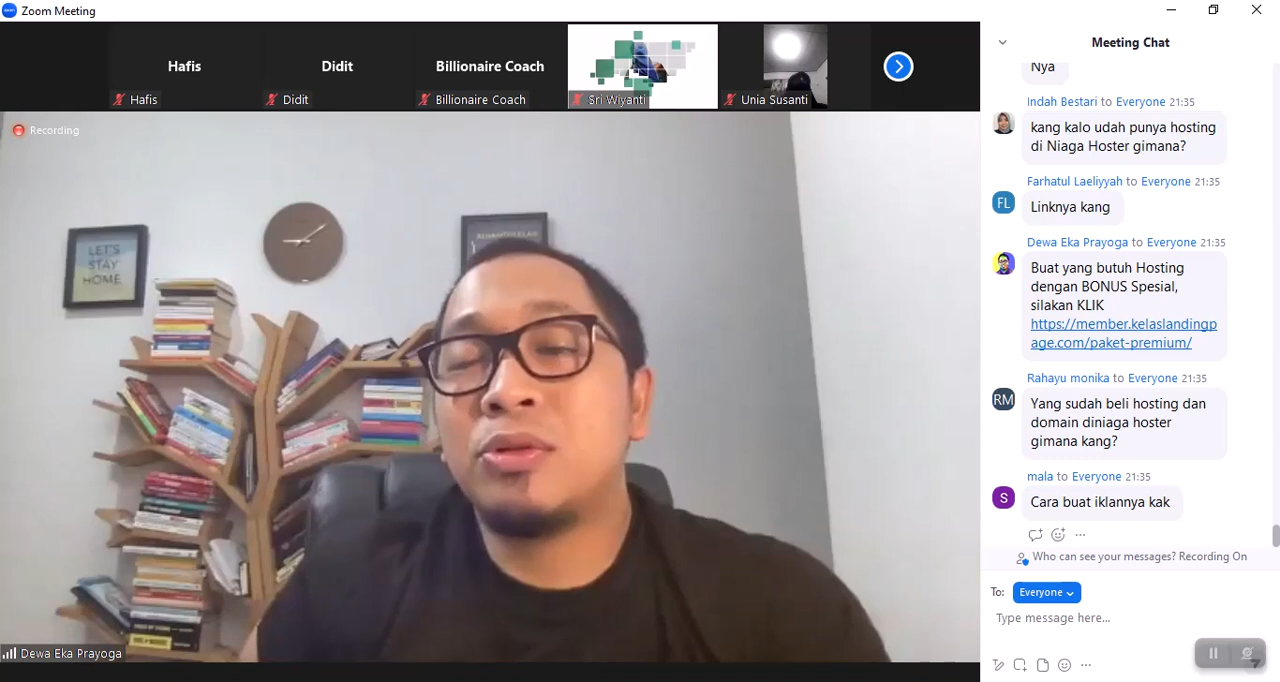 Zoom Meeting
Hafis
Didit
Billionaire Coach
Hafis
Didit
Billionaire Coach
Sri Wiyanti
Unia Susanti
Recording
LET'S
STAY
HOME
Dewa Eka Prayoga
Meeting Chat
Nya
Indah Bestari to Everyone 21:35
kang kalo udah punya hosting
di Niaga Hoster gimana?
Farhatul Laeliyyah to Everyone 21:35
FL
Linknya kang
Dewa Eka Prayoga to Everyone 21:35
Buat yang butuh Hosting
dengan BONUS Spesial,
silakan KLIK
https://member.kelaslandingp
age.com/paket-premium/
Rahayu monika to Everyone 21:35
RM
Yang sudah beli hosting dan
domain diniaga hoster
gimana kang?
mala to Everyone 21:35
S
Cara buat iklannya kak
Who can see your messages? Recording On
To: Everyone
Type message here...